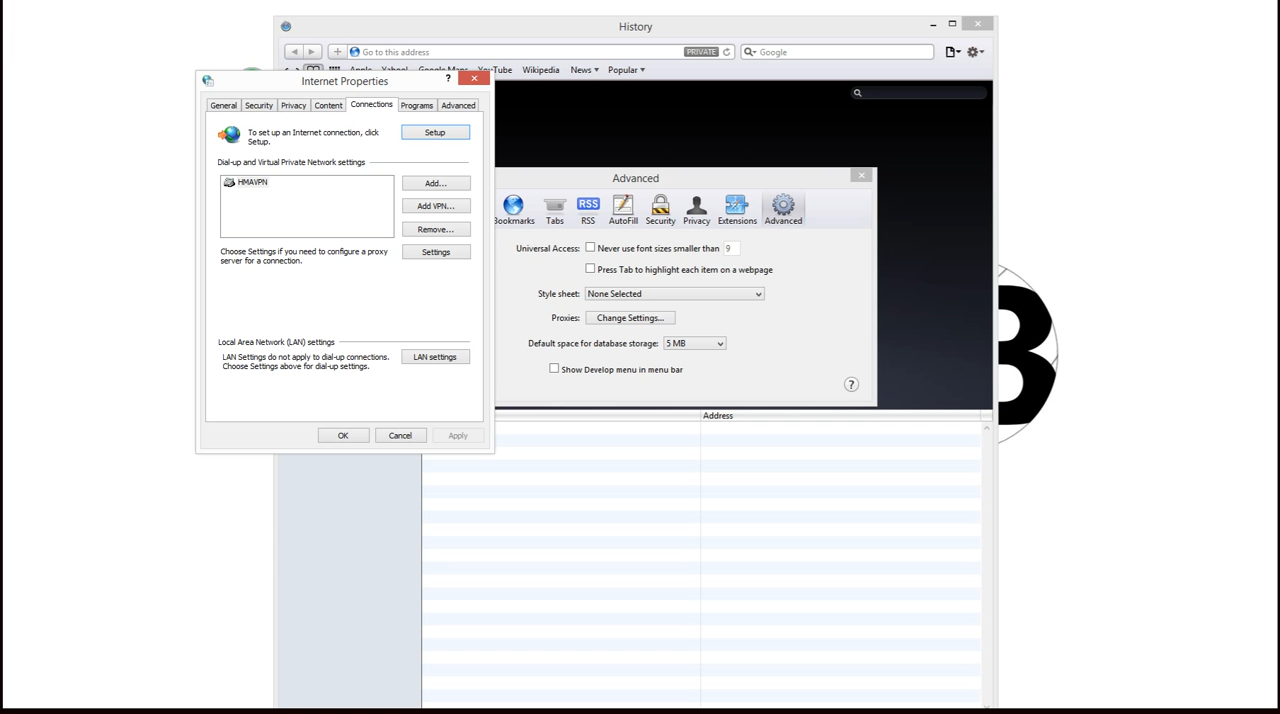 History
Go to this address
PRIVATE
Google
Apple Yahoo! Google Maps YouTube Wikipedia News Popular
Internet Properties
?
General Security Privacy Content Connections Programs Advanced
To set up an Internet connection, click
Setup.
Setup
Dial-up and Virtual Private Network settings
HMAVPN
Add...
Add VPN...
Remove...
Choose Settings if you need to configure a proxy
server for a connection.
Settings
Local Area Network (LAN) settings
LAN Settings do not apply to dial-up connections.
Choose Settings above for dial-up settings.
LAN settings
OK Cancel Apply
Advanced
RSS
Bookmarks Tabs RSS AutoFill Security Privacy Extensions Advanced
Universal Access: Never use font sizes smaller than 9
Press Tab to highlight each item on a webpage
Style sheet: None Selected
Proxies: Change Settings...
Default space for database storage: 5 MB
Show Develop menu in menu bar
?
Address